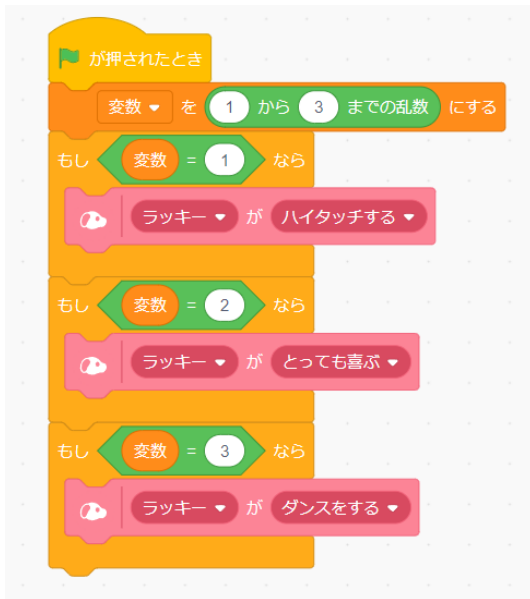 が押されたとき
変数 を 1 から 3 までの乱数 にする
もし 変数 = 1 なら
ラッキー が ハイタッチする
もし 変数 = 2 なら
ラッキー が とっても喜ぶ
もし 変数 = 3 なら
ラッキー が ダンスをする